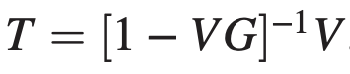 T = [1 − VG]⁻¹V.